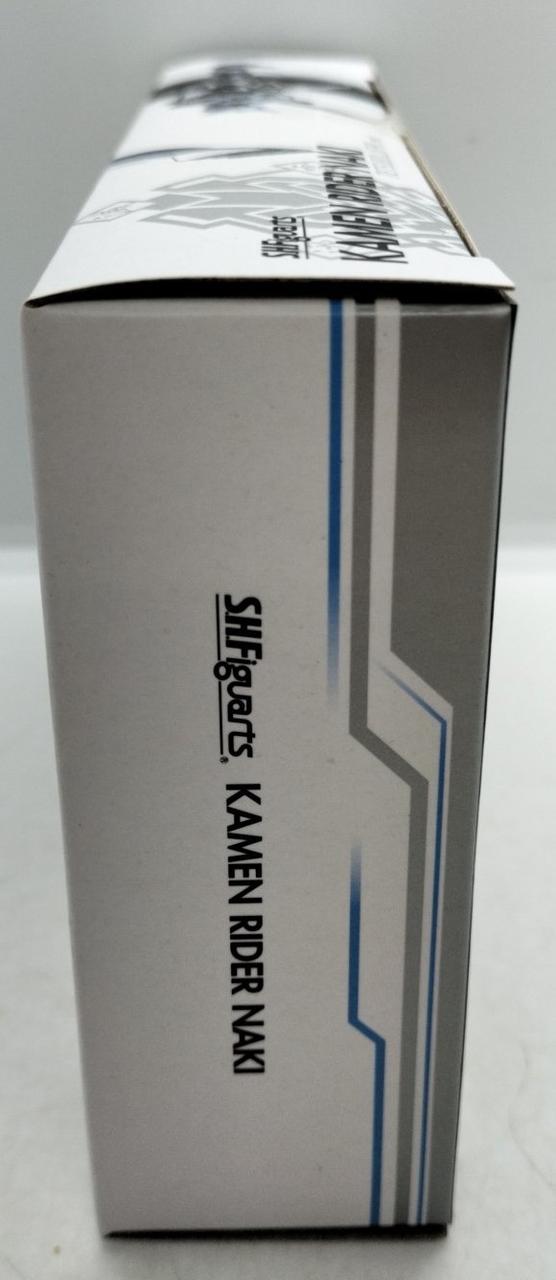 S.H.Figuarts
KAMEN RIDER NAKI
S.H.Figuarts® KAMEN RIDER NAKI